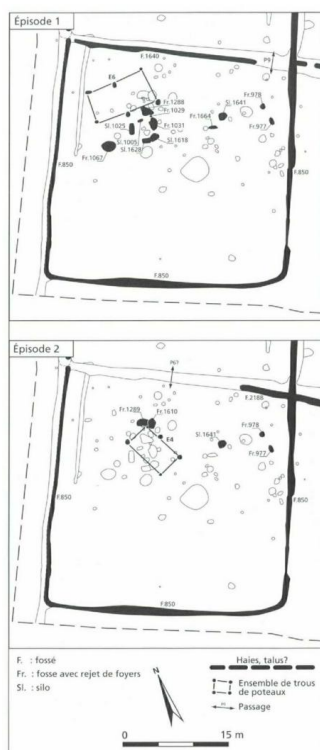 Épisode 1
F.1640
P9
E6
Fr.1288
Fr.1029
Sl.1641
Fr.978
Fr.1664
Sl.1025
Fr.1031
Fr.977
Sl.1005
Sl.1618
Sl.1628
Fr.1067
F.850
F.850
F.850
Épisode 2
P61
F.2188
Fr.1289
Fr.1610
E4
Sl.1641
Fr.978
Fr.977
F.850
F.850
F.850
F. : fossé
Fr. : fosse avec rejet de foyers
Sl. : silo
N
0 15 m
Haies, talus?
Ensemble de trous
de poteaux
Passage